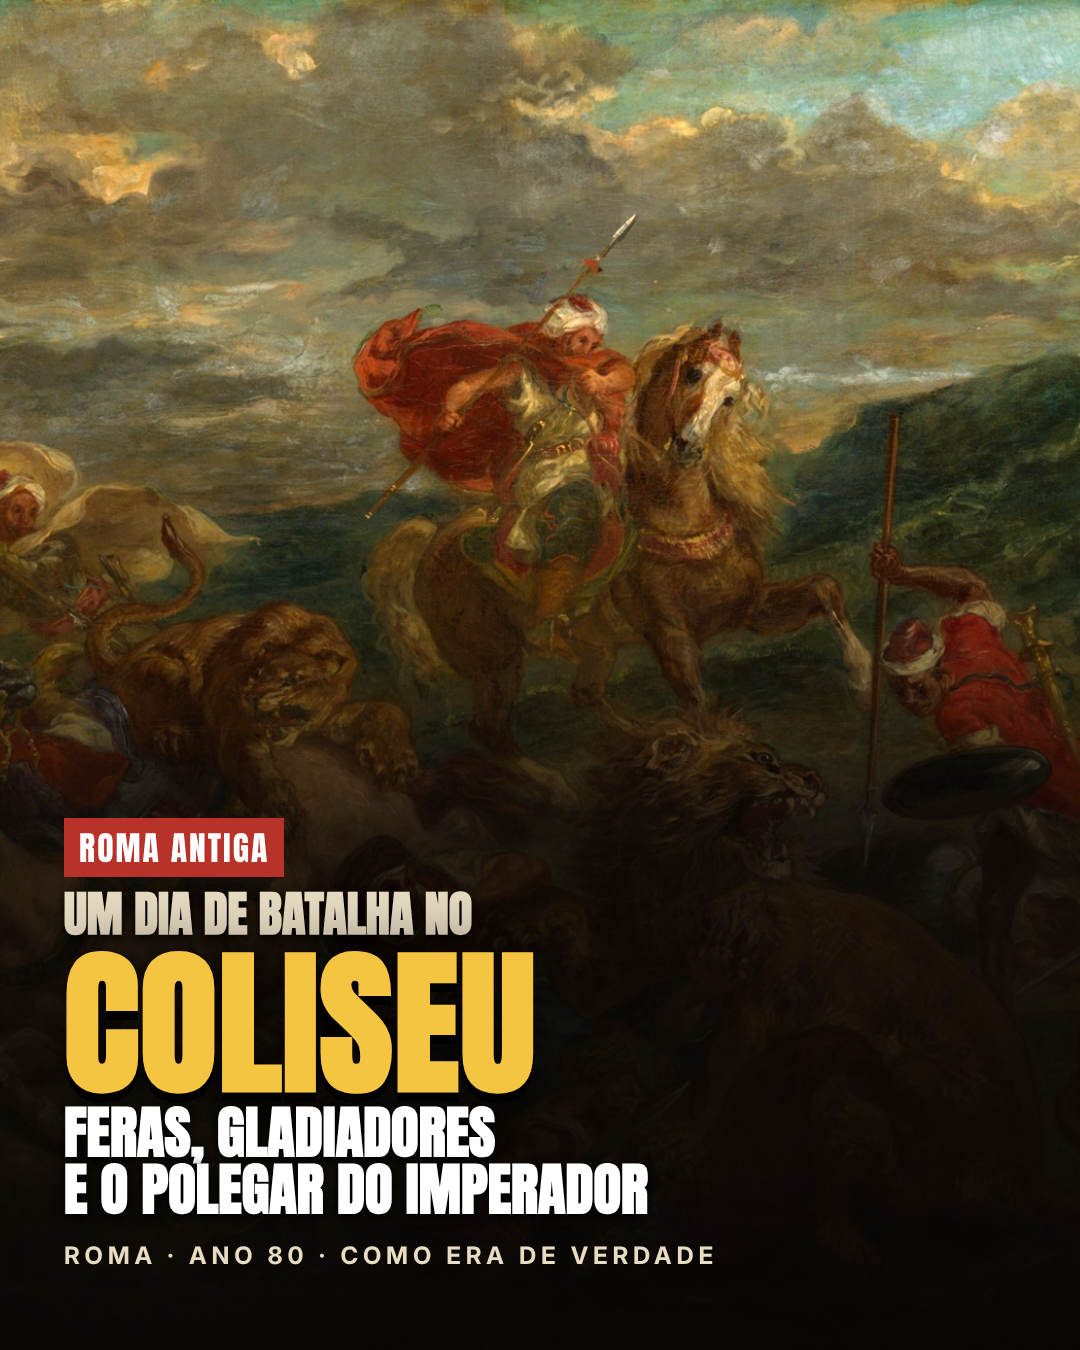 ROMA ANTIGA
UM DIA DE BATALHA NO
COLISEU
FERAS, GLADIADORES
E O POLEGAR DO IMPERADOR
ROMA · ANO 80 · COMO ERA DE VERDADE